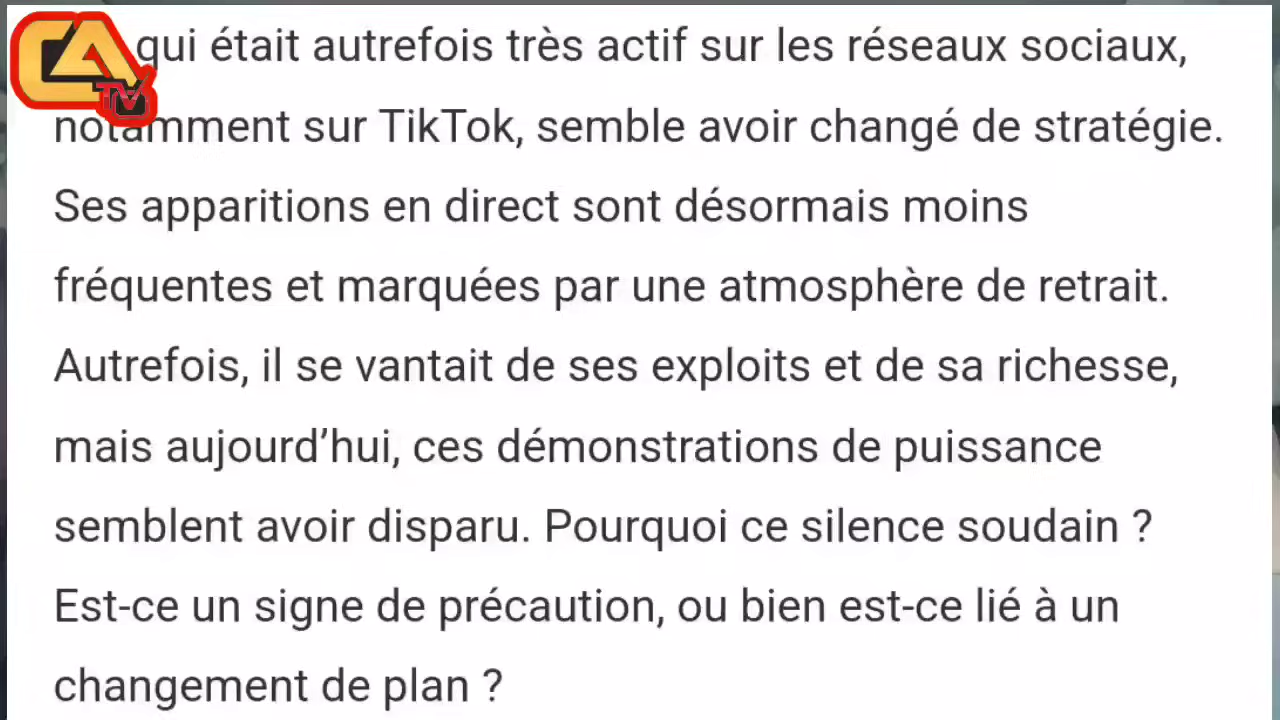 CA
TV
qui était autrefois très actif sur les réseaux sociaux,
notamment sur TikTok, semble avoir changé de stratégie.
Ses apparitions en direct sont désormais moins
fréquentes et marquées par une atmosphère de retrait.
Autrefois, il se vantait de ses exploits et de sa richesse,
mais aujourd’hui, ces démonstrations de puissance
semblent avoir disparu. Pourquoi ce silence soudain ?
Est-ce un signe de précaution, ou bien est-ce lié à un
changement de plan ?